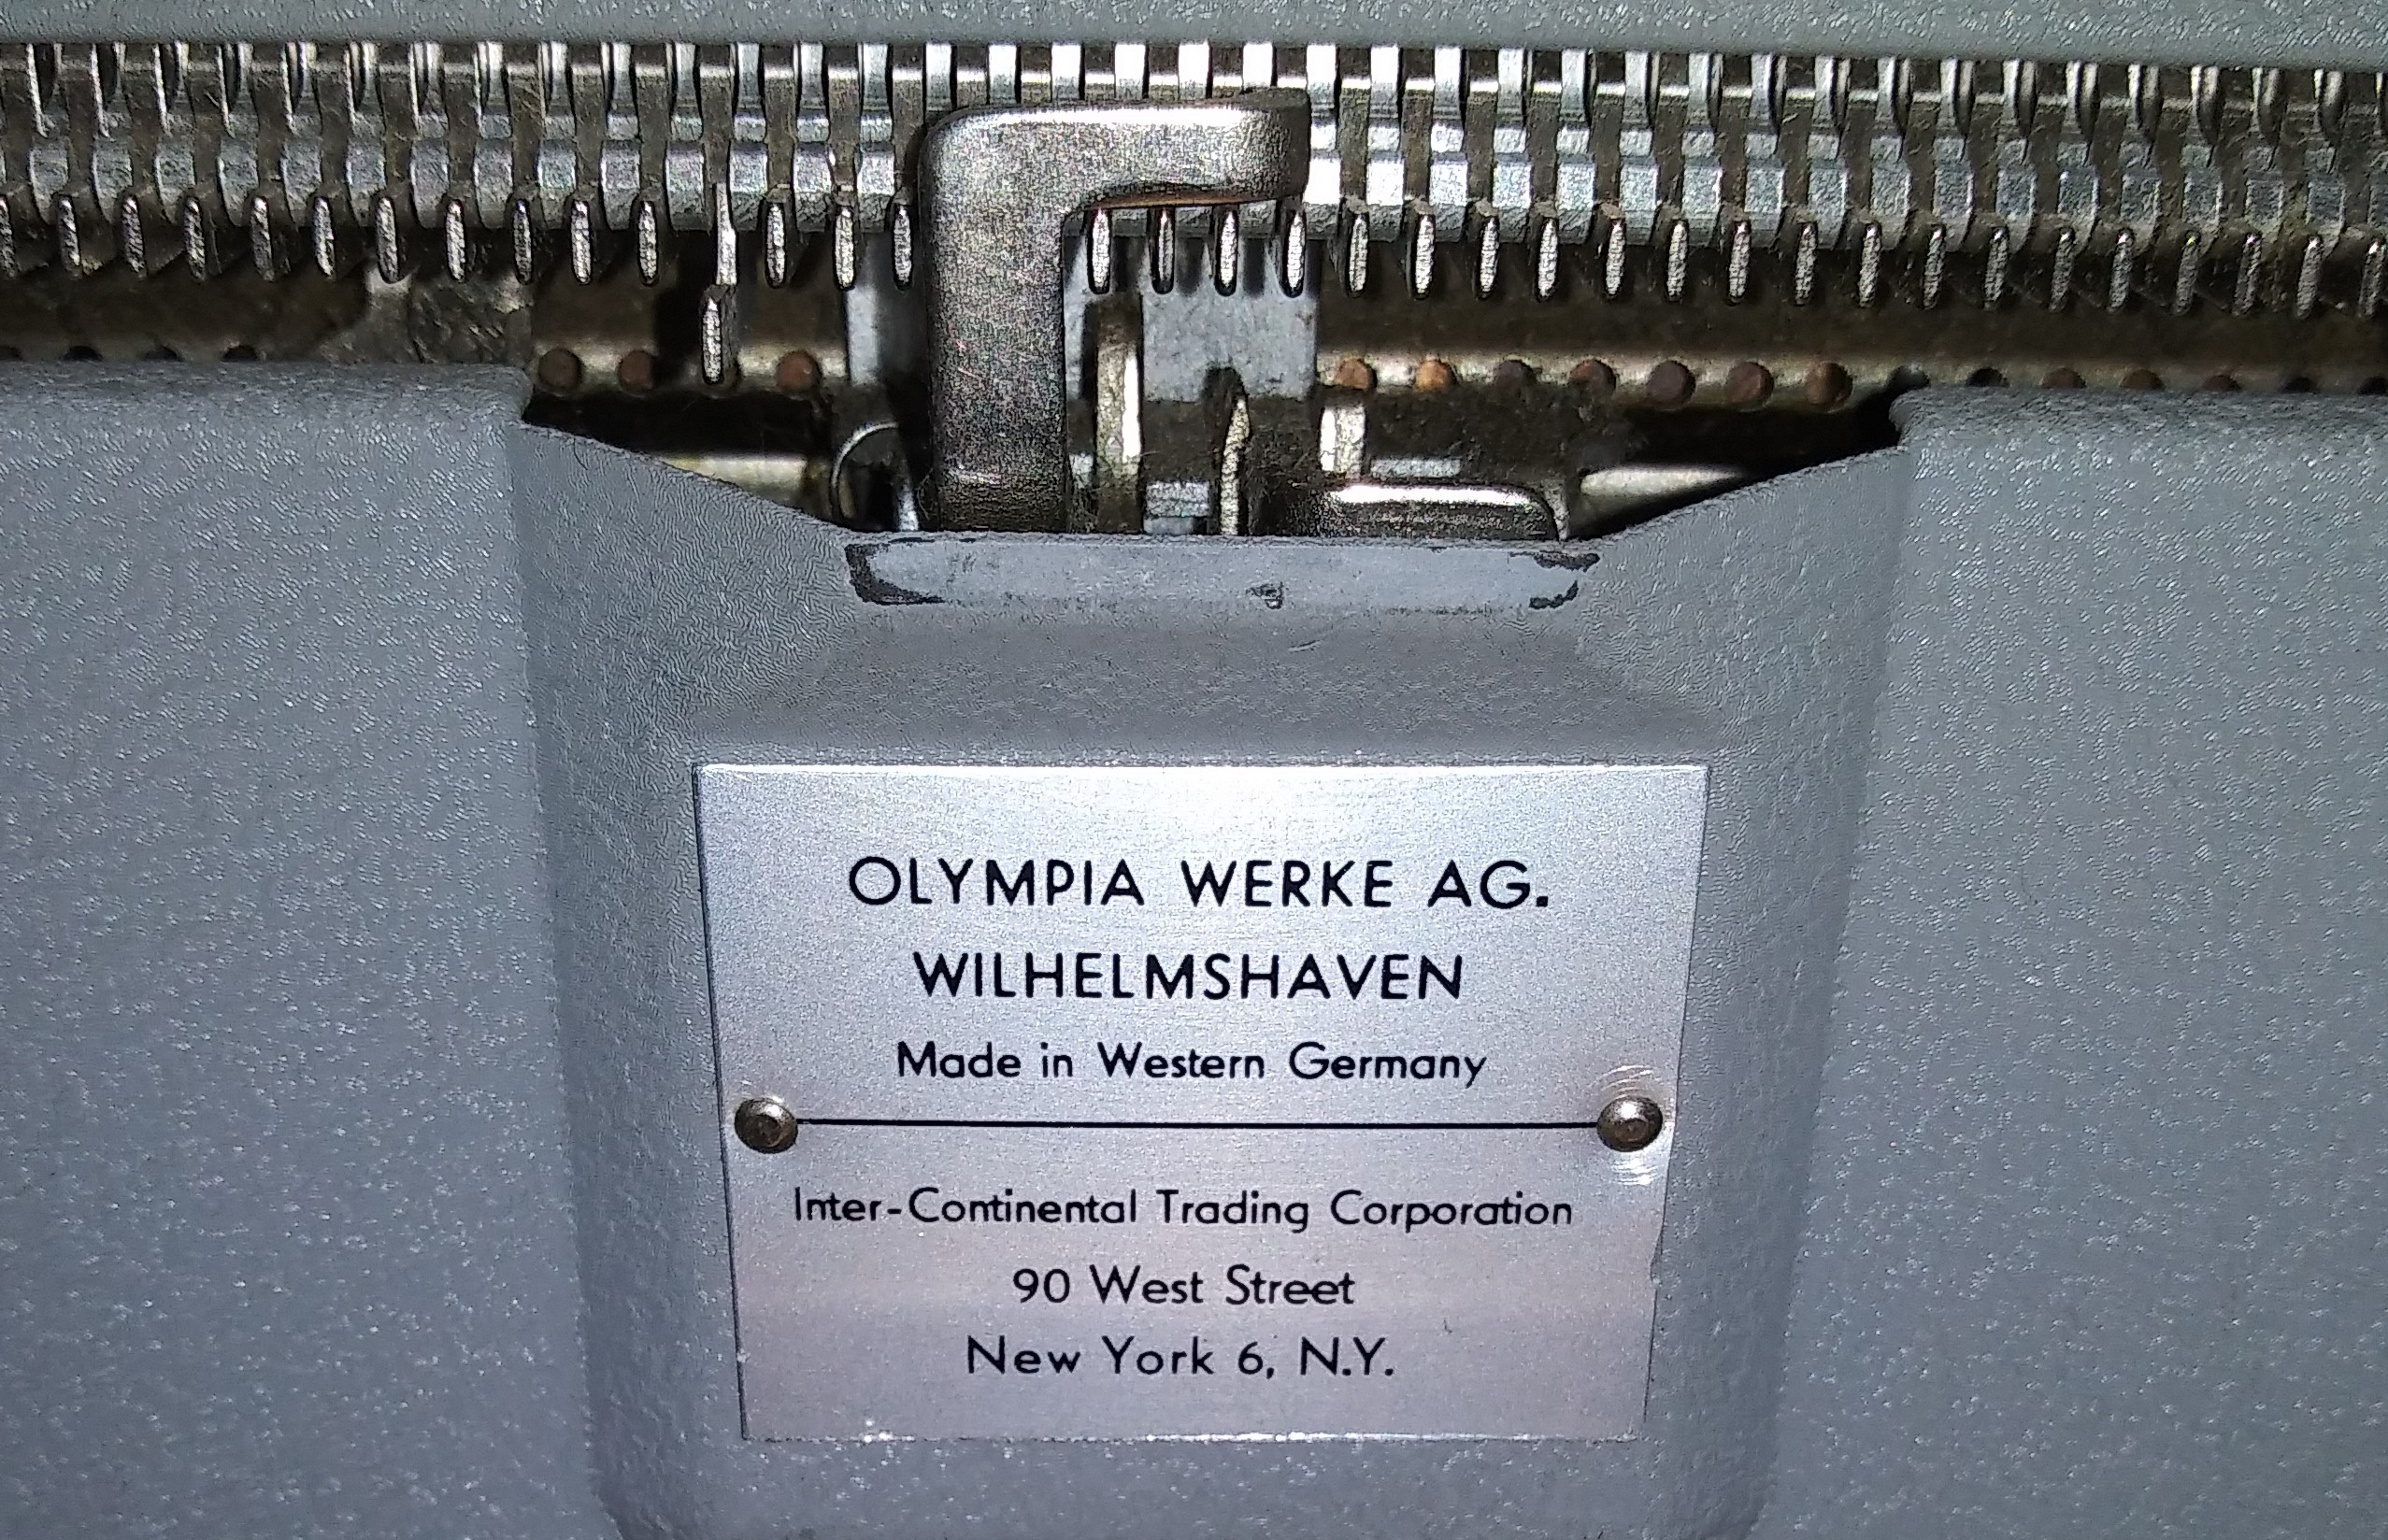 OLYMPIA WERKE AG.
WILHELMSHAVEN
Made in Western Germany
Inter-Continental Trading Corporation
90 West Street
New York 6, N.Y.